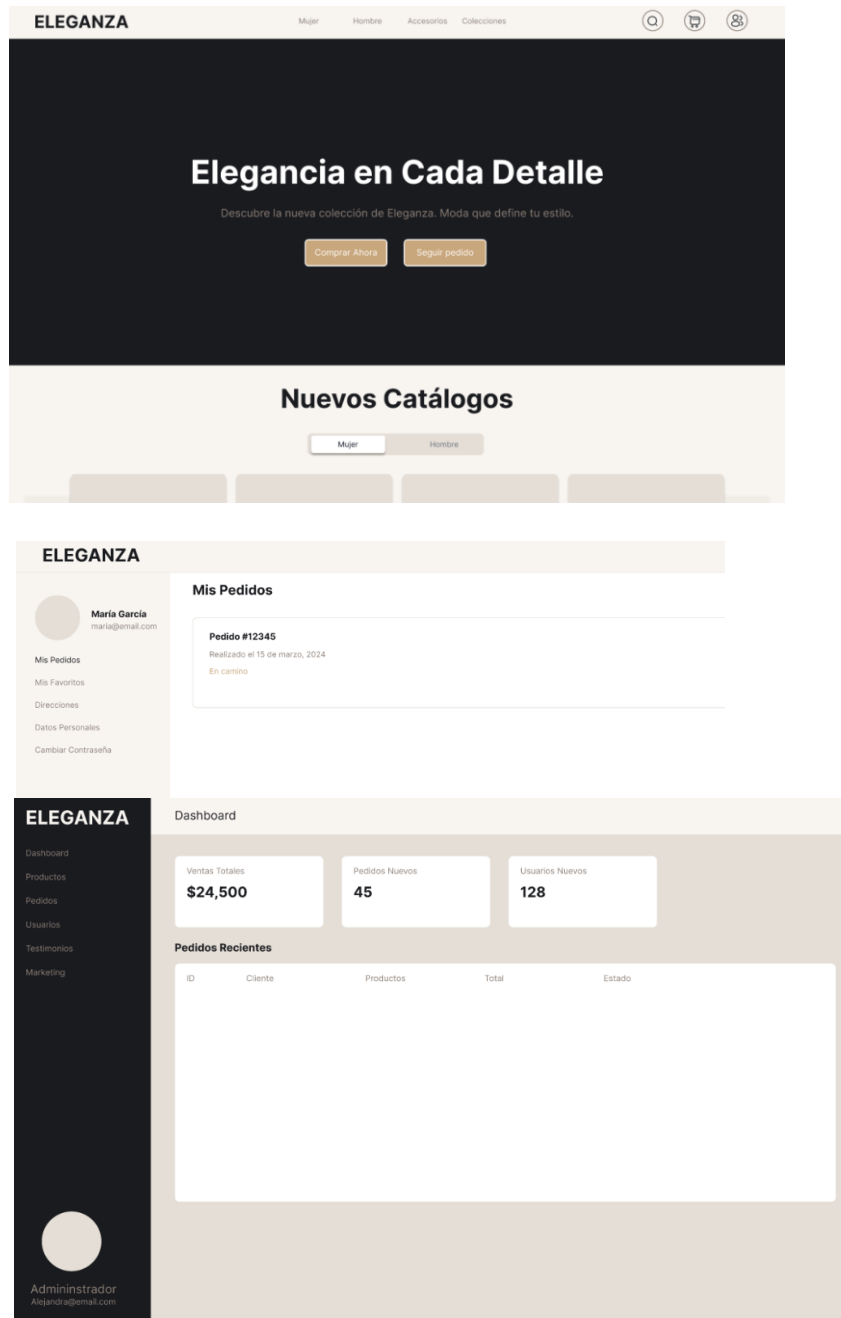 ELEGANZA Mujer Hombre Accesorios Colecciones
Elegancia en Cada Detalle
Descubre la nueva colección de Eleganza. Moda que define tu estilo.
Comprar Ahora Seguir pedido
Nuevos Catálogos
Mujer Hombre
ELEGANZA
María García
maria@email.com
Mis Pedidos
Mis Favoritos
Direcciones
Datos Personales
Cambiar Contraseña
Mis Pedidos
Pedido #12345
Realizado el 15 de marzo, 2024
En camino
ELEGANZA
Dashboard
Productos
Pedidos
Usuarios
Testimonios
Marketing
Admininstrador
Alejandra@email.com
Dashboard
Ventas Totales Pedidos Nuevos Usuarios Nuevos
$24,500 45 128
Pedidos Recientes
ID Cliente Productos Total Estado